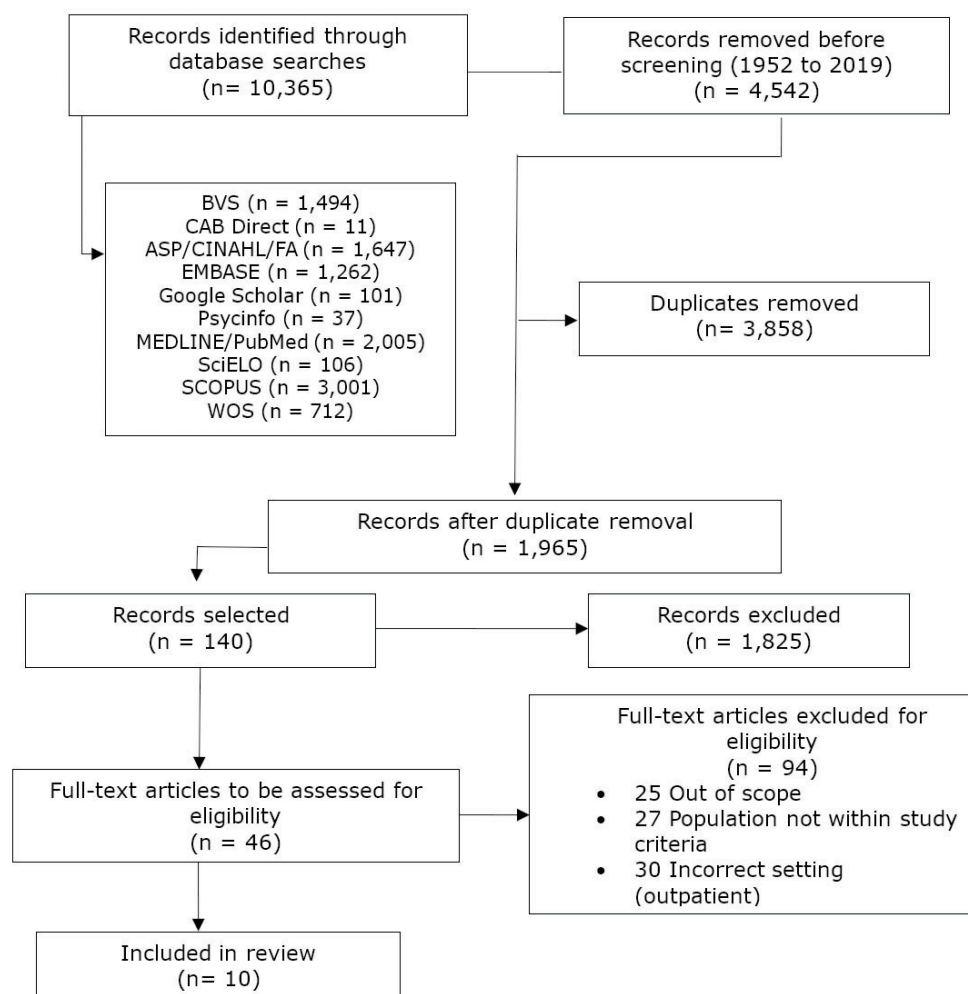 Records identified through
database searches
(n= 10,365)
Records removed before
screening (1952 to 2019)
(n = 4,542)
BVS (n = 1,494)
CAB Direct (n = 11)
ASP/CINAHL/FA (n = 1,647)
EMBASE (n = 1,262)
Google Scholar (n = 101)
Psycinfo (n = 37)
MEDLINE/PubMed (n = 2,005)
SciELO (n = 106)
SCOPUS (n = 3,001)
WOS (n = 712)
Duplicates removed
(n= 3,858)
Records after duplicate removal
(n = 1,965)
Records selected
(n = 140)
Records excluded
(n = 1,825)
Full-text articles to be assessed for
eligibility
(n = 46)
Full-text articles excluded for
eligibility
(n = 94)
• 25 Out of scope
• 27 Population not within study
criteria
• 30 Incorrect setting
(outpatient)
Included in review
(n= 10)